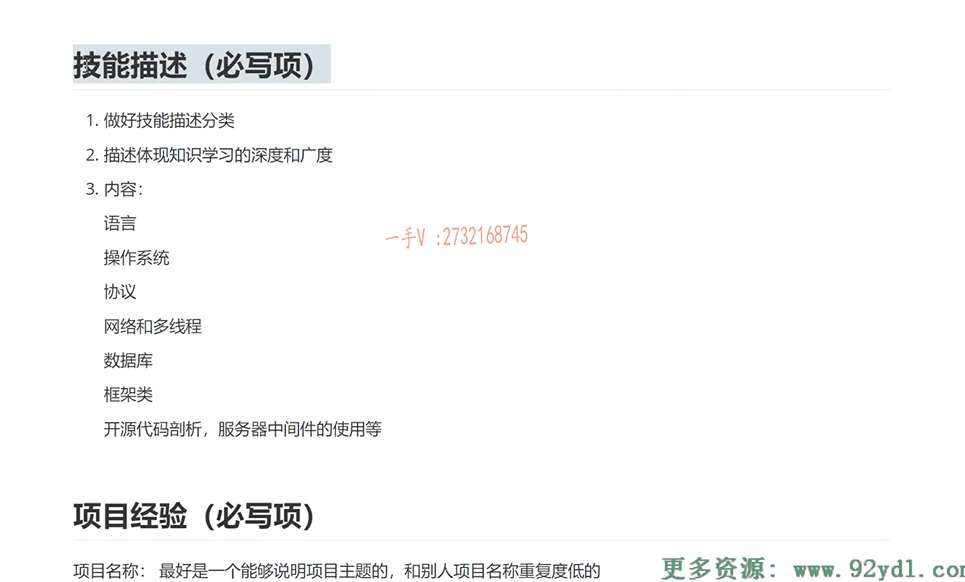 技能描述（必写项）
1. 做好技能描述分类
2. 描述体现知识学习的深度和广度
3. 内容：
语言
一手V :2732168745
操作系统
协议
网络和多线程
数据库
框架类
开源代码剖析，服务器中间件的使用等
项目经验（必写项）
项目名称： 最好是一个能够说明项目主题的，和别人项目名称重复度低的
更多资源：www.92ydl.com